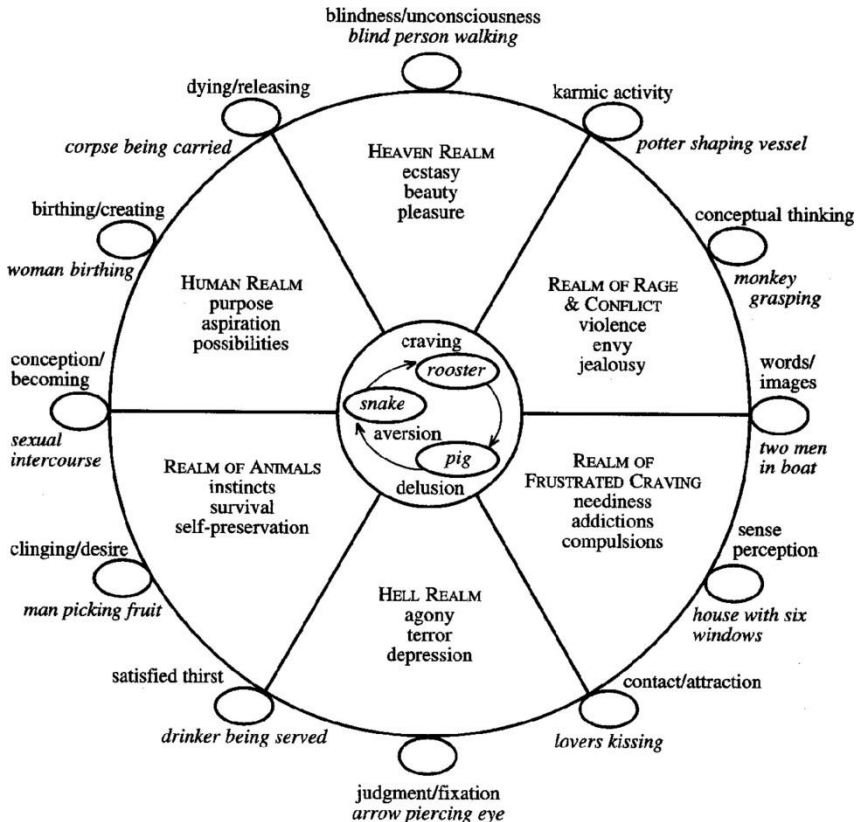 blindness/unconsciousness
blind person walking
dying/releasing
corpse being carried
karmic activity
potter shaping vessel
HEAVEN REALM
ecstasy
beauty
pleasure
birthing/creating
woman birthing
conceptual thinking
monkey
grasping
HUMAN REALM
purpose
aspiration
possibilities
REALM OF RAGE
& CONFLICT
violence
envy
jealousy
conception/
becoming
sexual
intercourse
craving
rooster
snake
aversion
pig
delusion
words/
images
two men
in boat
REALM OF ANIMALS
instincts
survival
self-preservation
REALM OF
FRUSTRATED CRAVING
neediness
addictions
compulsions
clinging/desire
man picking fruit
sense
perception
house with six
windows
HELL REALM
agony
terror
depression
satisfied thirst
drinker being served
contact/attraction
lovers kissing
judgment/fixation
arrow piercing eye